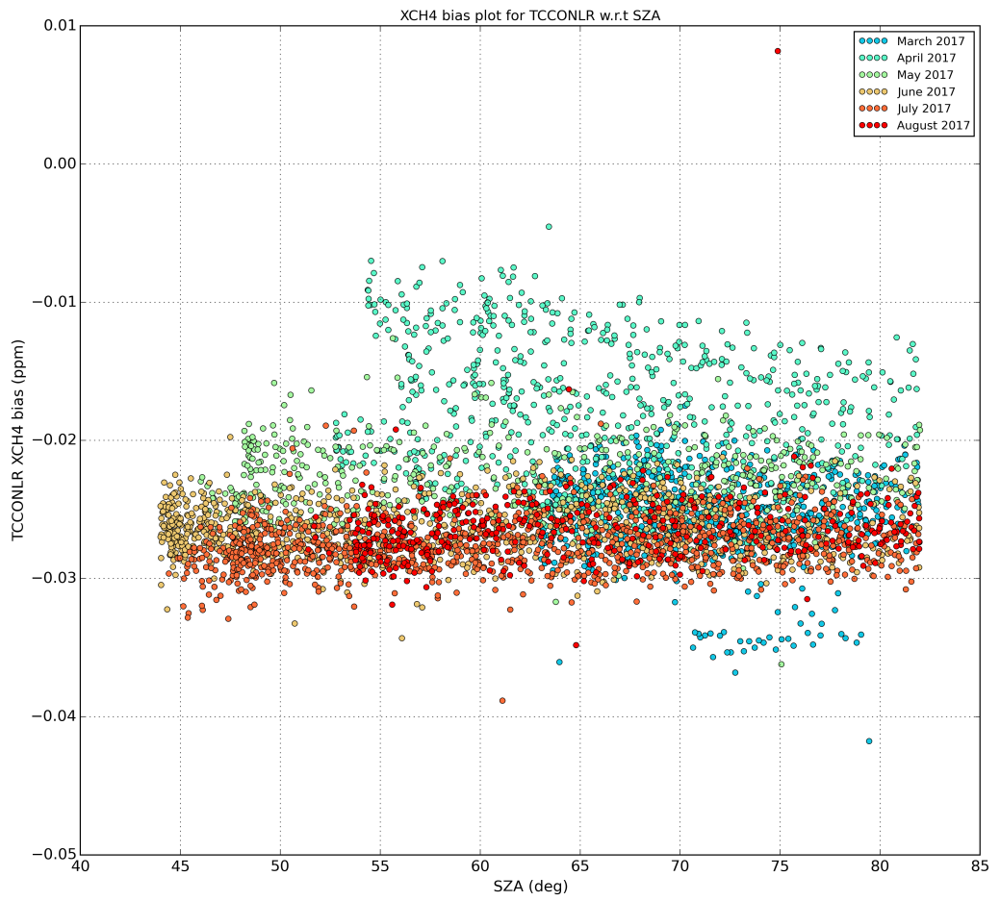 XCH4 bias plot for TCCONLR w.r.t SZA
0.01
0.00
−0.01
−0.02
−0.03
−0.04
−0.05
TCCONLR XCH4 bias (ppm)
March 2017
April 2017
May 2017
June 2017
July 2017
August 2017
40 45 50 55 60 65 70 75 80 85
SZA (deg)